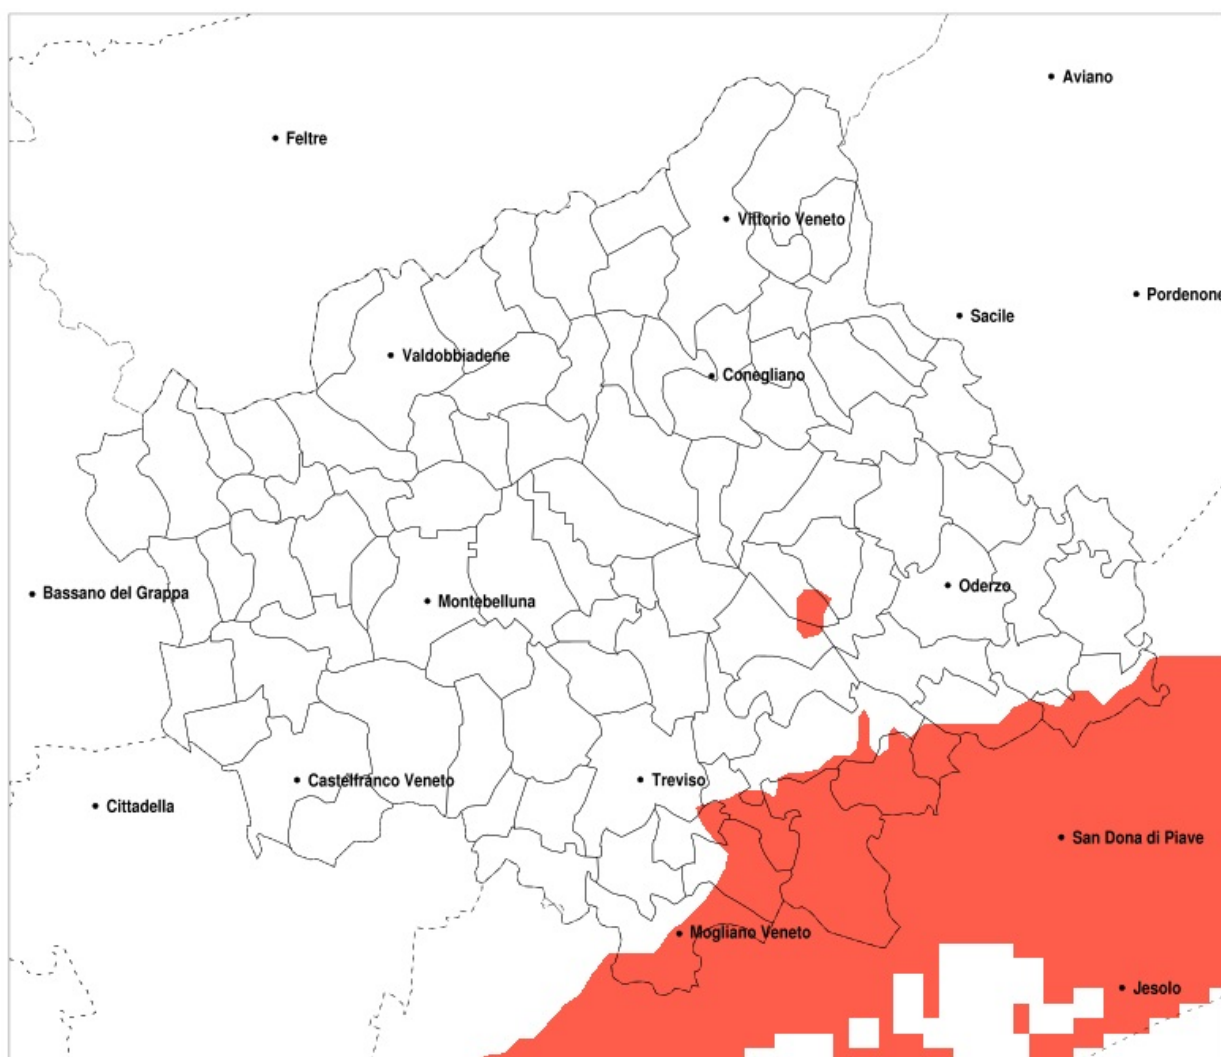 Aviano
Feltre
Vittorio Veneto
Pordenone
Sacile
Valdobbiadene
Conegliano
Oderzo
Bassano del Grappa
Montebelluna
Treviso
Castelfranco Veneto
Cittadella
San Dona di Piave
Mogliano Veneto
Jesolo